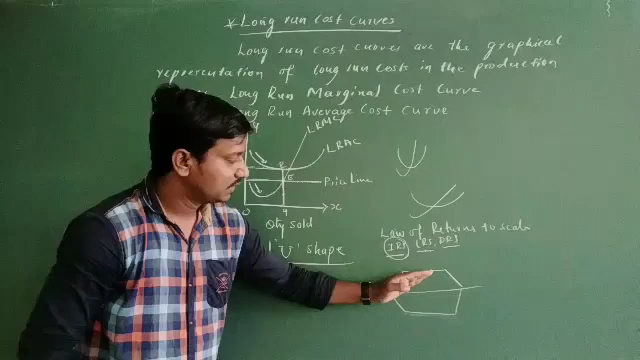 * Long run Cost Curves
Long run cost curves are the graphical
representation of long run costs in the production
Long Run Marginal Cost Curve
Run Average Cost Curve
y
LRMC
LRAC
R
E
Price Line
0
q
x
Qty sold
"U" shape
Law of Returns to scale
IRS, CRS, DRS